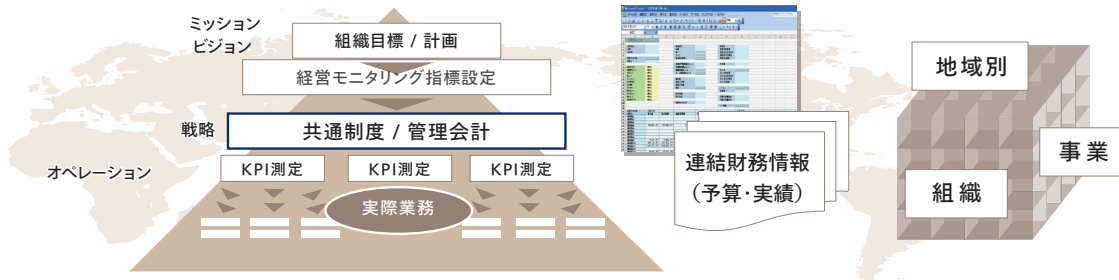 ミッション
ビジョン
組織目標 / 計画
経営モニタリング指標設定
戦略
共通制度 / 管理会計
オペレーション
KPI測定
KPI測定
KPI測定
実際業務
連結財務情報
（予算・実績）
地域別
事業
組織